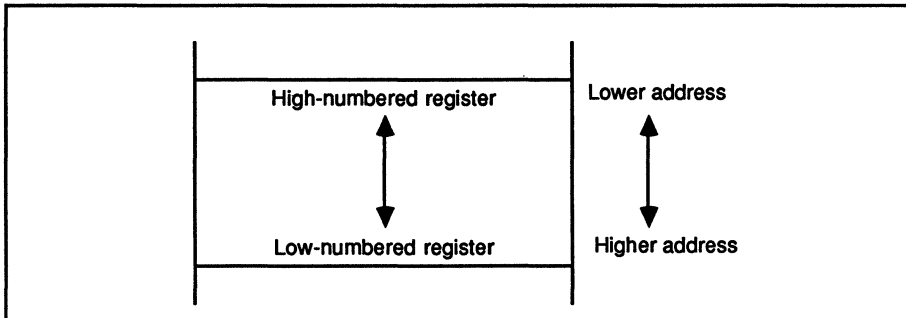 High-numbered register
Lower address
Low-numbered register
Higher address